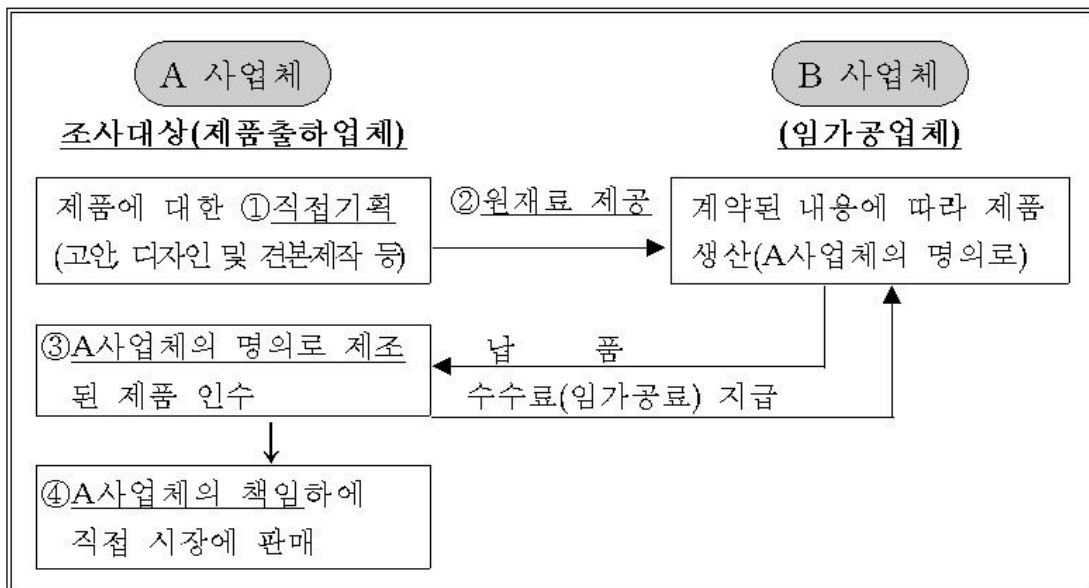 A 사업체
B 사업체
조사대상(제품출하업체)
(임가공업체)
제품에 대한 ①직접기획
(고안, 디자인 및 견본제작 등)
②원재료 제공
계약된 내용에 따라 제품
생산(A사업체의 명의로)
③A사업체의 명의로 제조
된 제품 인수
납 품
수수료(임가공료) 지급
④A사업체의 책임하에
직접 시장에 판매